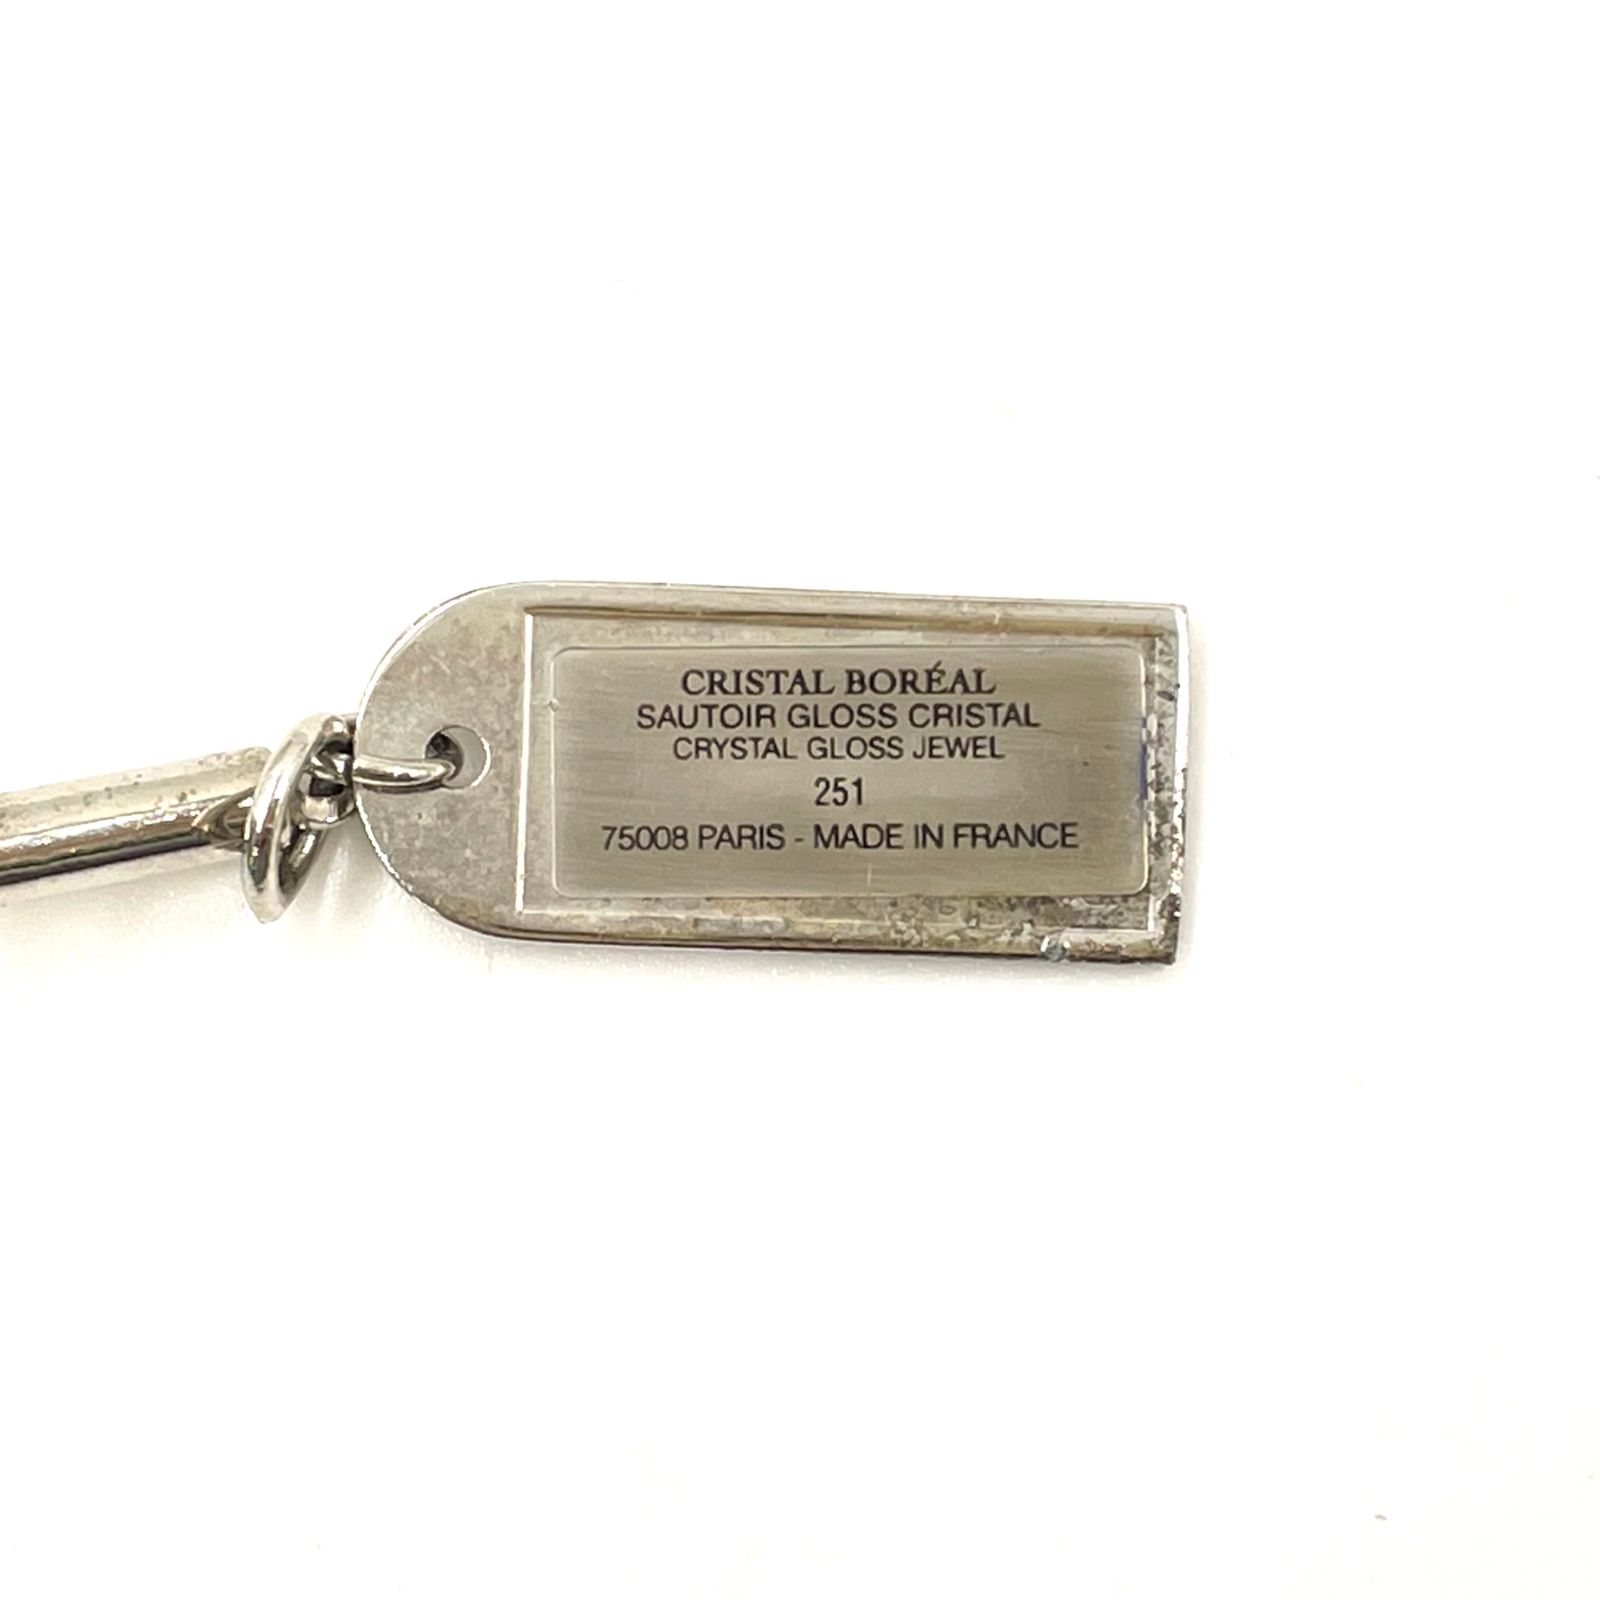 CRISTAL BORÉAL
SAUTOIR GLOSS CRISTAL
CRYSTAL GLOSS JEWEL
251
75008 PARIS - MADE IN FRANCE